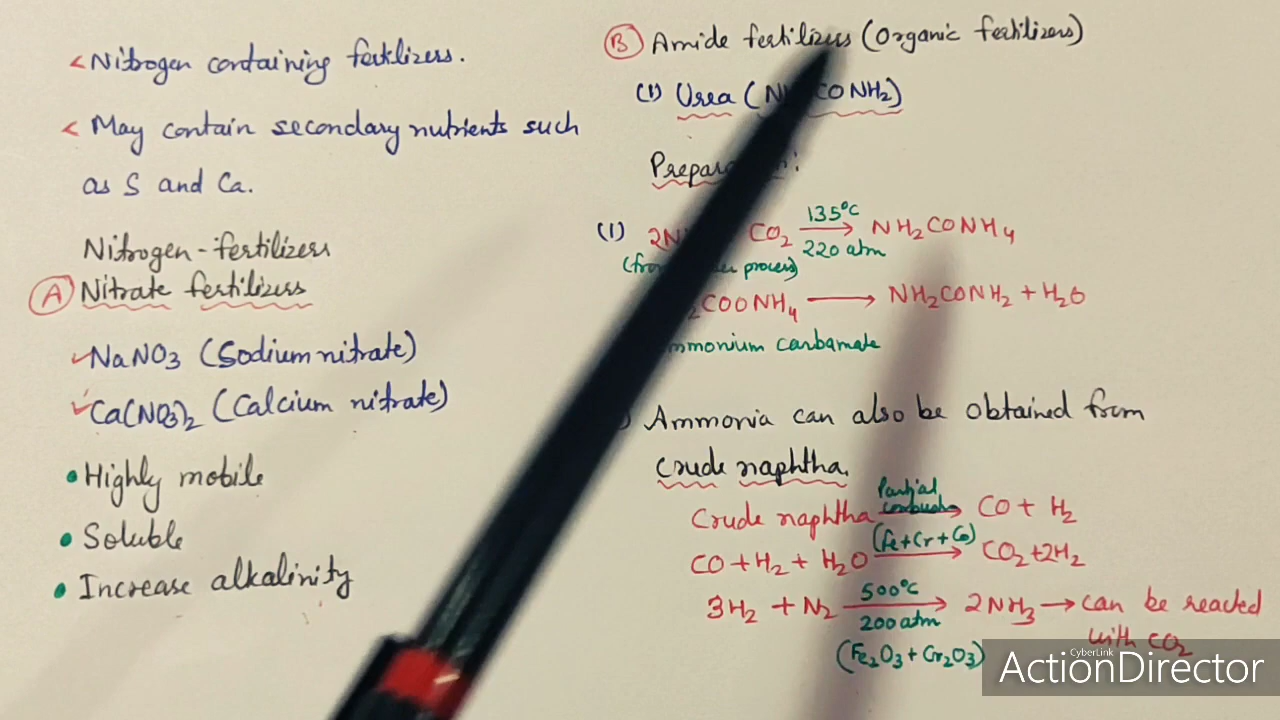 < Nitrogen containing fertilizers.
< May contain secondary nutrients such
as S and Ca.
Nitrogen-fertilizers
(A) Nitrate fertilizers
✓NaNO3 (Sodium nitrate)
✓Ca(NO3)2 (Calcium nitrate)
• Highly mobile
• Soluble
• Increase alkalinity
(B) Amide fertilizers (Organic fertilizers)
(1) Urea ( CONH2)
:
(1) CO2 135°C → 220 atm NH2CONH4
process)
COONH4 → NH2CONH2 + H2O
carbamate
Ammonia can also be obtained from
crude naphtha.
Crude naphtha Partial → CO + H2
CO + H2 + H2O (Fe+Cr+Co) → CO2+2H2
3H2 + N2 500°C → 200 atm 2NH3 → can be reacted
with CO2
(Fe2O3 + Cr2O3)
CyberLink
ActionDirector